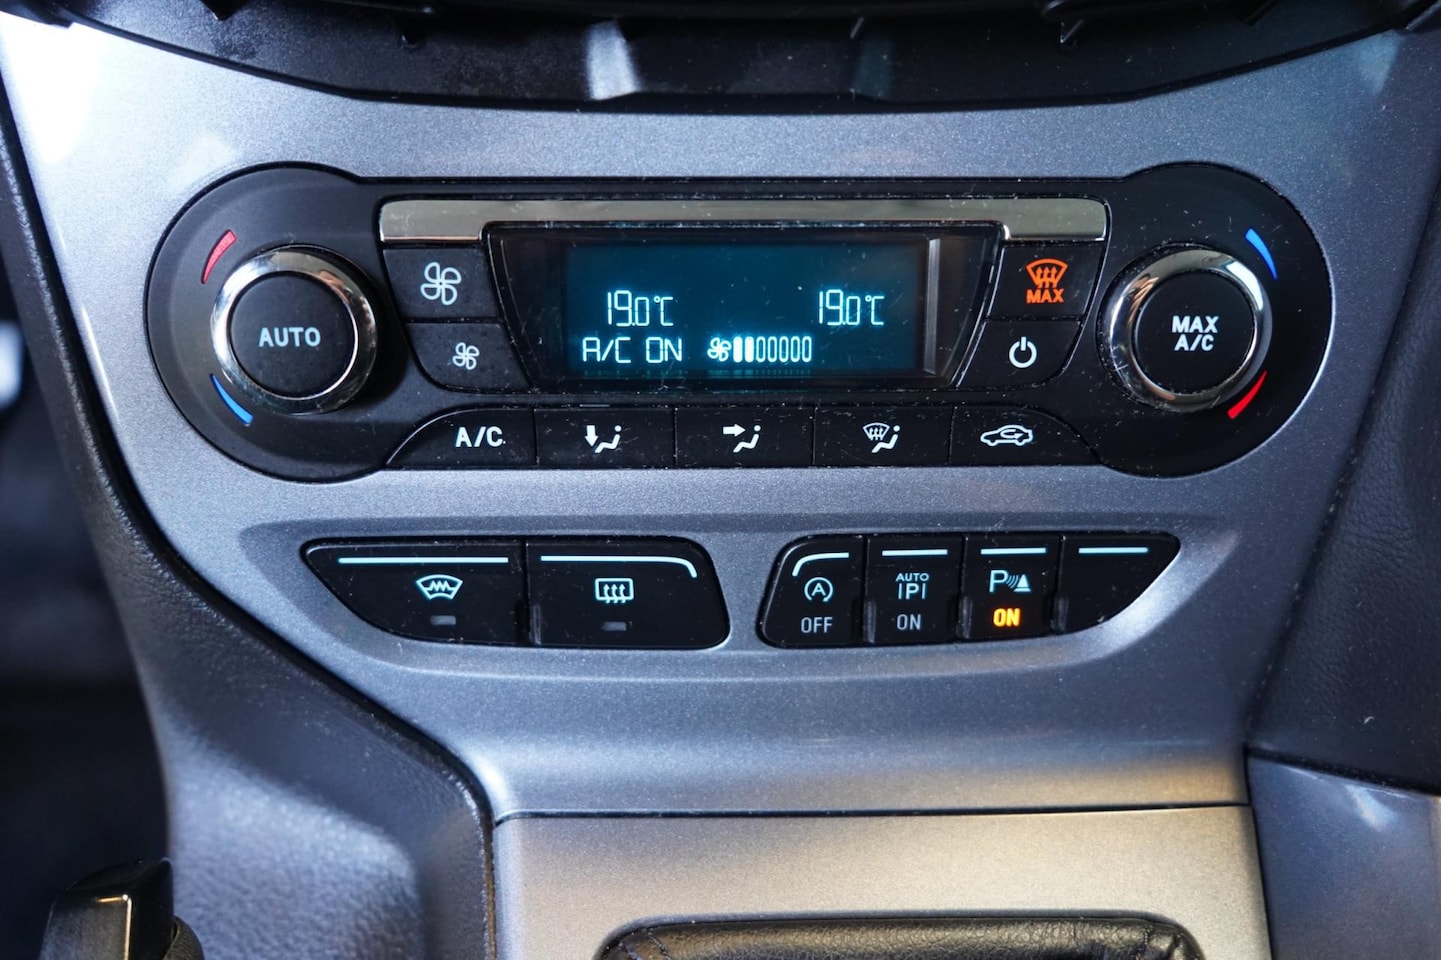 19.0°C 19.0°C
A/C ON
AUTO
MAX
MAX
A/C
A/C
A
OFF
AUTO
P
ON
P
ON